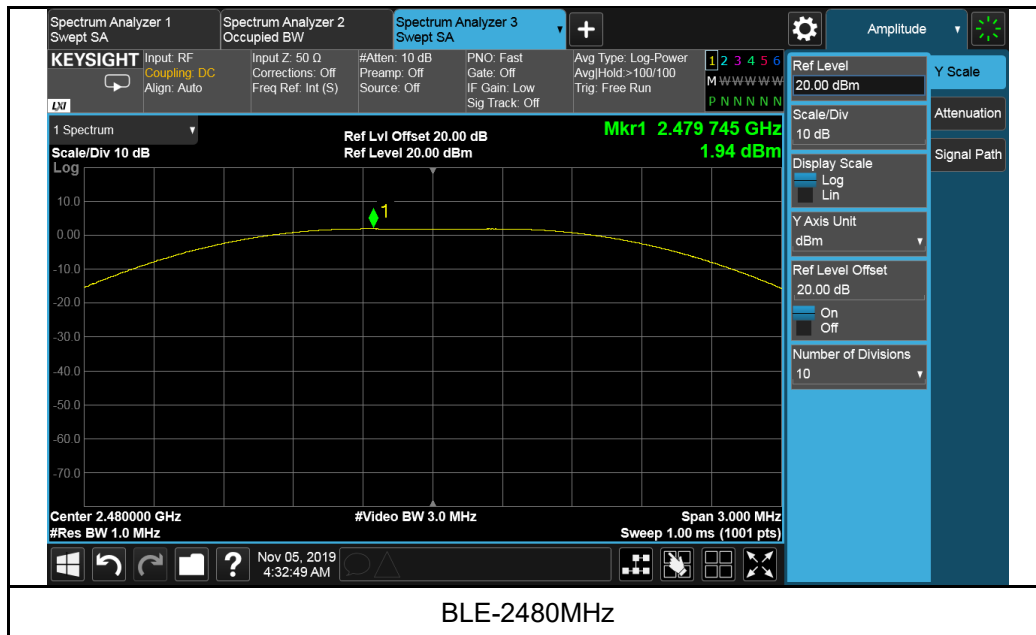 Spectrum Analyzer 1
Swept SA
Spectrum Analyzer 2
Occupied BW
Spectrum Analyzer 3
Swept SA
Amplitude
KEYSIGHT
LXI
Input: RF
Coupling: DC
Align: Auto
Input Z: 50 Ω
Corrections: Off
Freq Ref: Int (S)
#Atten: 10 dB
Preamp: Off
Source: Off
PNO: Fast
Gate: Off
IF Gain: Low
Sig Track: Off
Avg Type: Log-Power
Avg|Hold:>100/100
Trig: Free Run
1 2 3 4 5 6
M W W W W W
P N N N N N
1 Spectrum
Scale/Div 10 dB
Log
Ref Lvl Offset 20.00 dB
Ref Level 20.00 dBm
Mkr1 2.479 745 GHz
1.94 dBm
1
10.0
0.00
-10.0
-20.0
-30.0
-40.0
-50.0
-60.0
-70.0
Center 2.480000 GHz
#Res BW 1.0 MHz
#Video BW 3.0 MHz
Span 3.000 MHz
Sweep 1.00 ms (1001 pts)
Ref Level
20.00 dBm
Scale/Div
10 dB
Display Scale
Log
Lin
Y Axis Unit
dBm
Ref Level Offset
20.00 dB
On
Off
Number of Divisions
10
Y Scale
Attenuation
Signal Path
?
Nov 05, 2019
4:32:49 AM
BLE-2480MHz